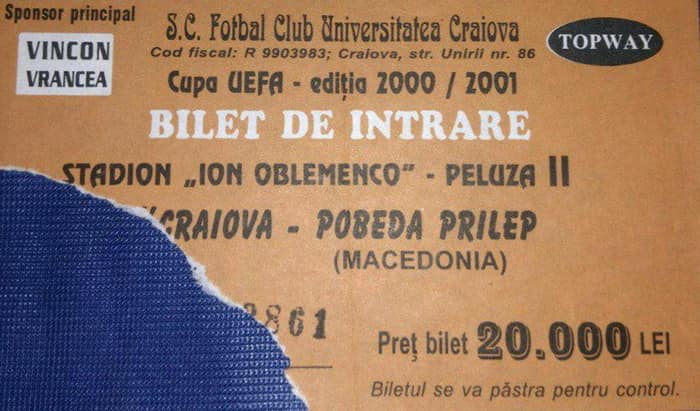 Sponsor principal
VINCON
VRANCEA
S.C. Fotbal Club Universitatea Craiova
Cod fiscal: R 9903983; Craiova, str. Unirii nr. 86
TOPWAY
Cupa UEFA - ediția 2000 / 2001
BILET DE INTRARE
STADION „ION OBLEMENCO" - PELUZA II
CRAIOVA - POBEDA PRILEP
(MACEDONIA)
861
Preț bilet 20.000 LEI
Biletul se va păstra pentru control.